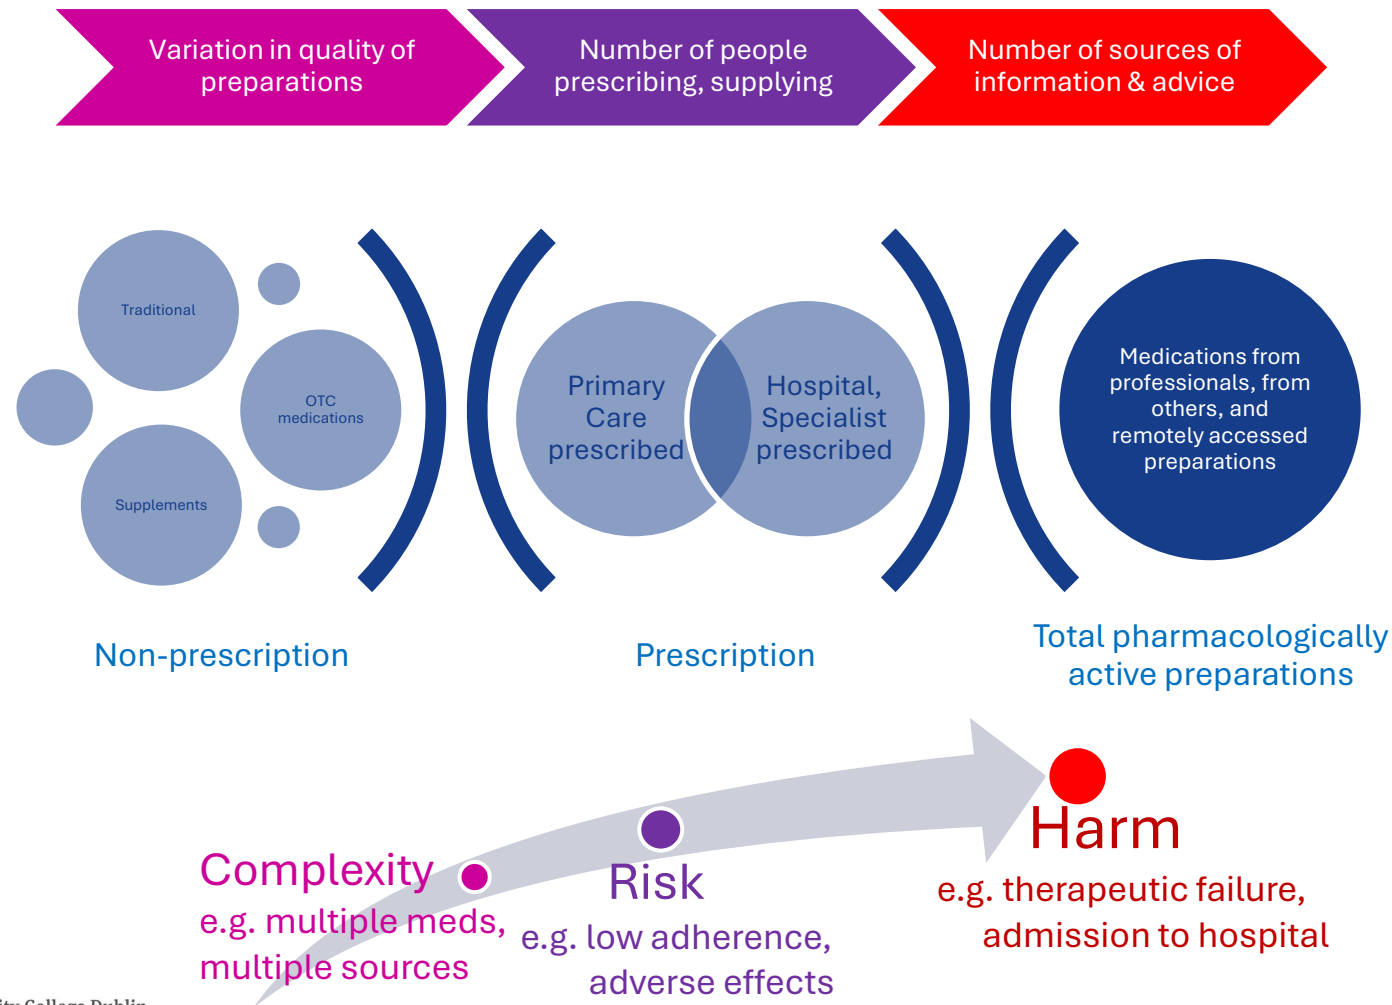 Variation in quality of
preparations
Number of people
prescribing, supplying
Number of sources of
information & advice
Traditional
OTC
medications
Supplements
Primary
Care
prescribed
Hospital,
Specialist
prescribed
Medications from
professionals, from
others, and
remotely accessed
preparations
Non-prescription
Prescription
Total pharmacologically
active preparations
Complexity
e.g. multiple meds,
multiple sources
Risk
e.g. low adherence,
adverse effects
Harm
e.g. therapeutic failure,
admission to hospital
College Dublin